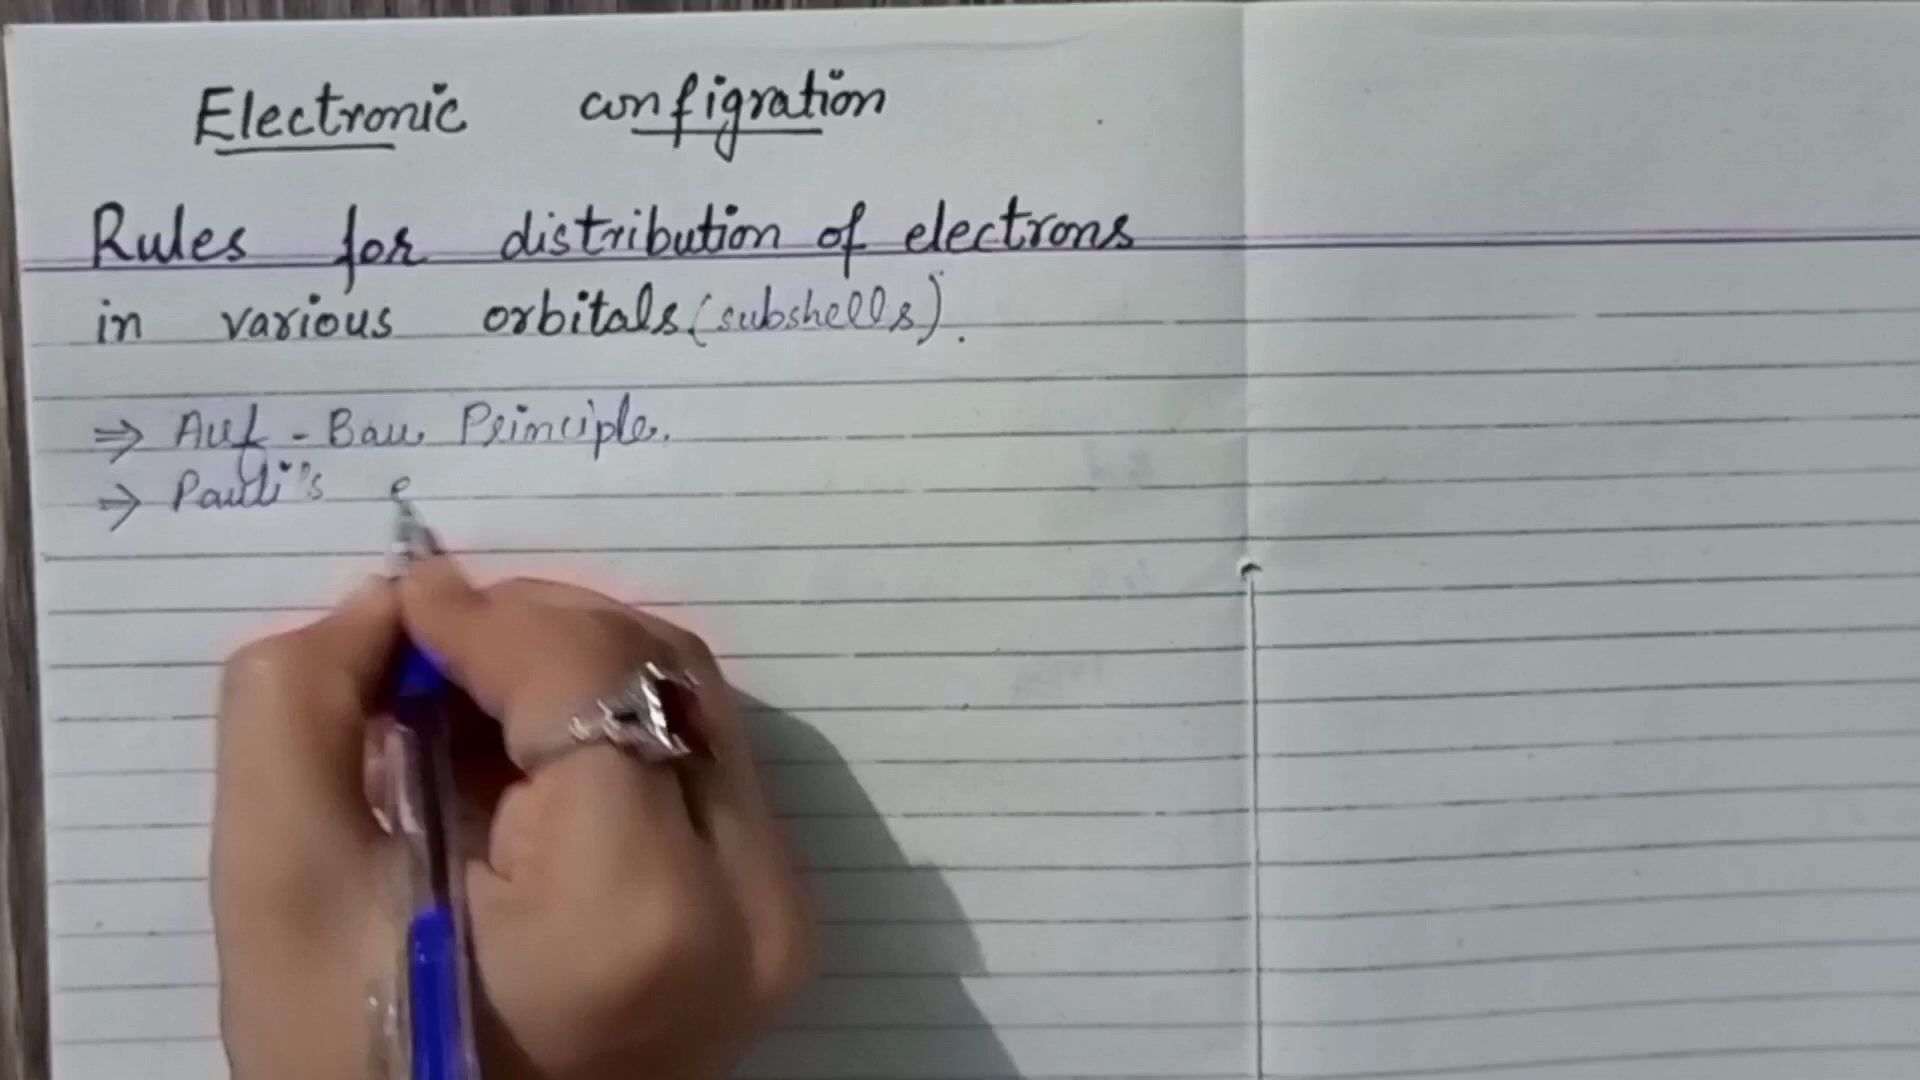 Electronic configration
Rules for distribution of electrons
in various orbitals (subshells).
⇒ Auf-Bau Principle.
⇒ Pauli's e